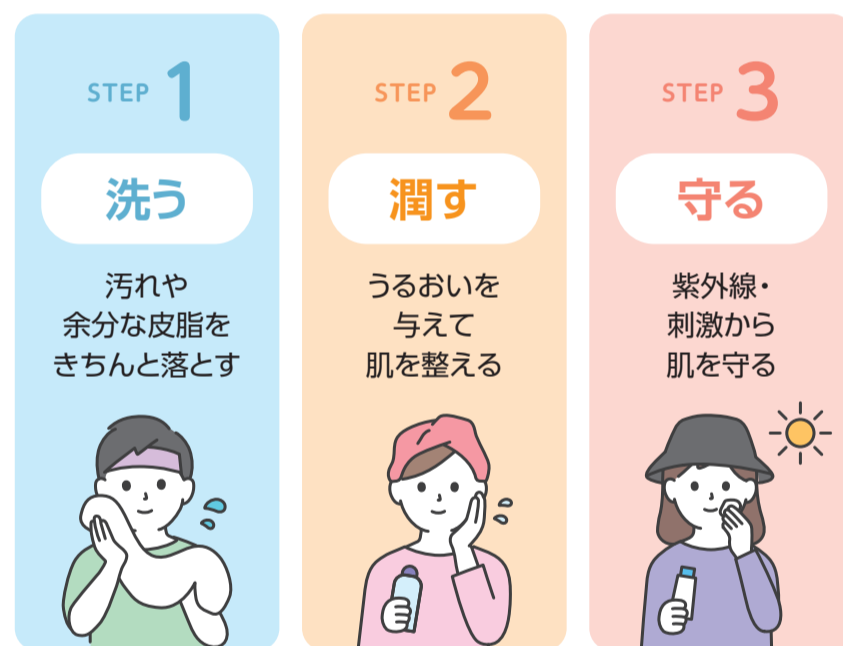 STEP 1
洗う
汚れや
余分な皮脂を
きちんと落とす
STEP 2
潤す
うるおいを
与えて
肌を整える
STEP 3
守る
紫外線・
刺激から
肌を守る